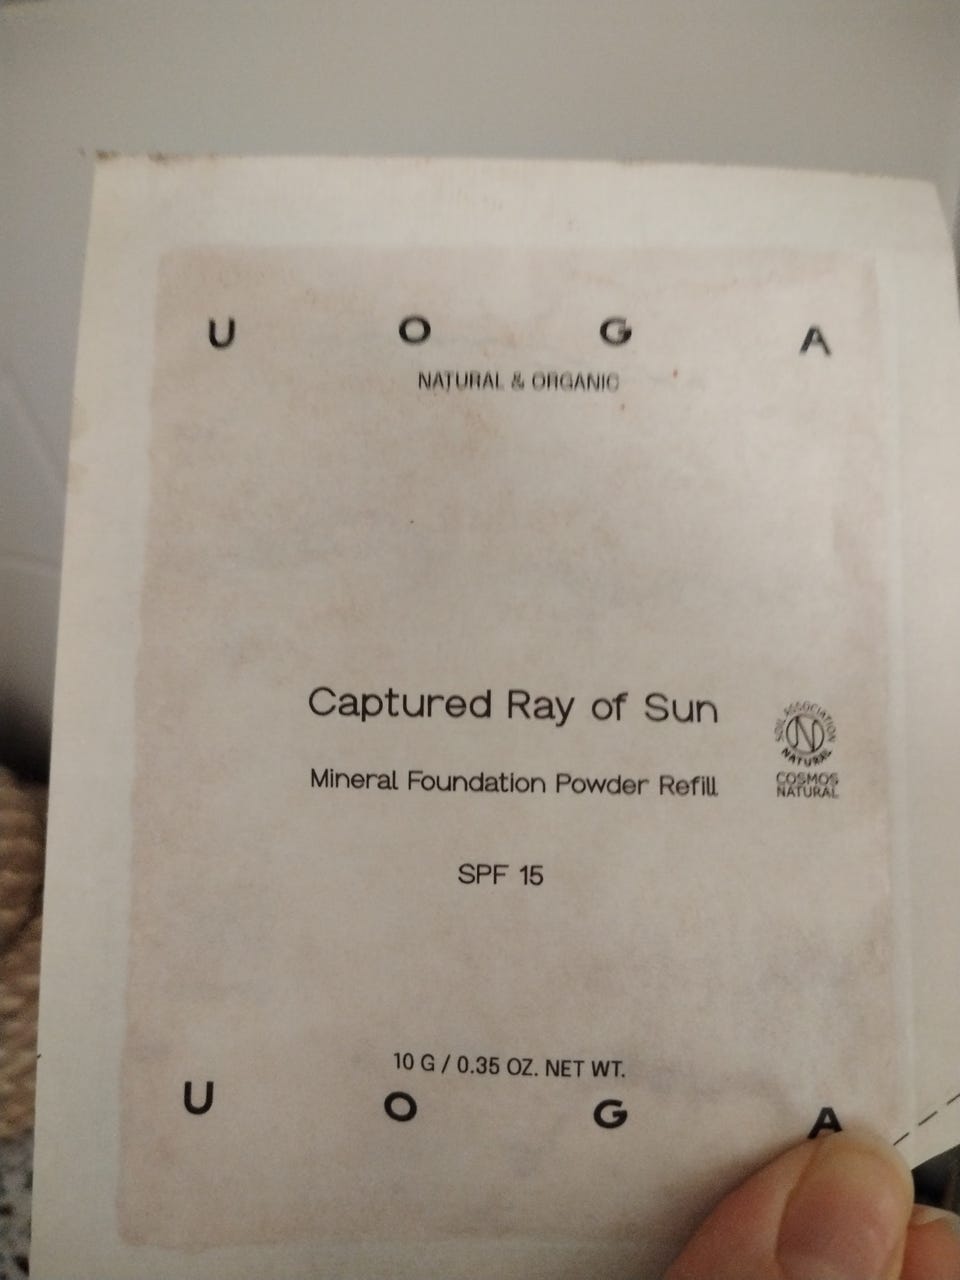 U O G A
NATURAL & ORGANIC
Captured Ray of Sun
SOIL ASSOCIATION
NATURAL
COSMOS
NATURAL
Mineral Foundation Powder Refill
SPF 15
10 G / 0.35 OZ. NET WT.
U O G A